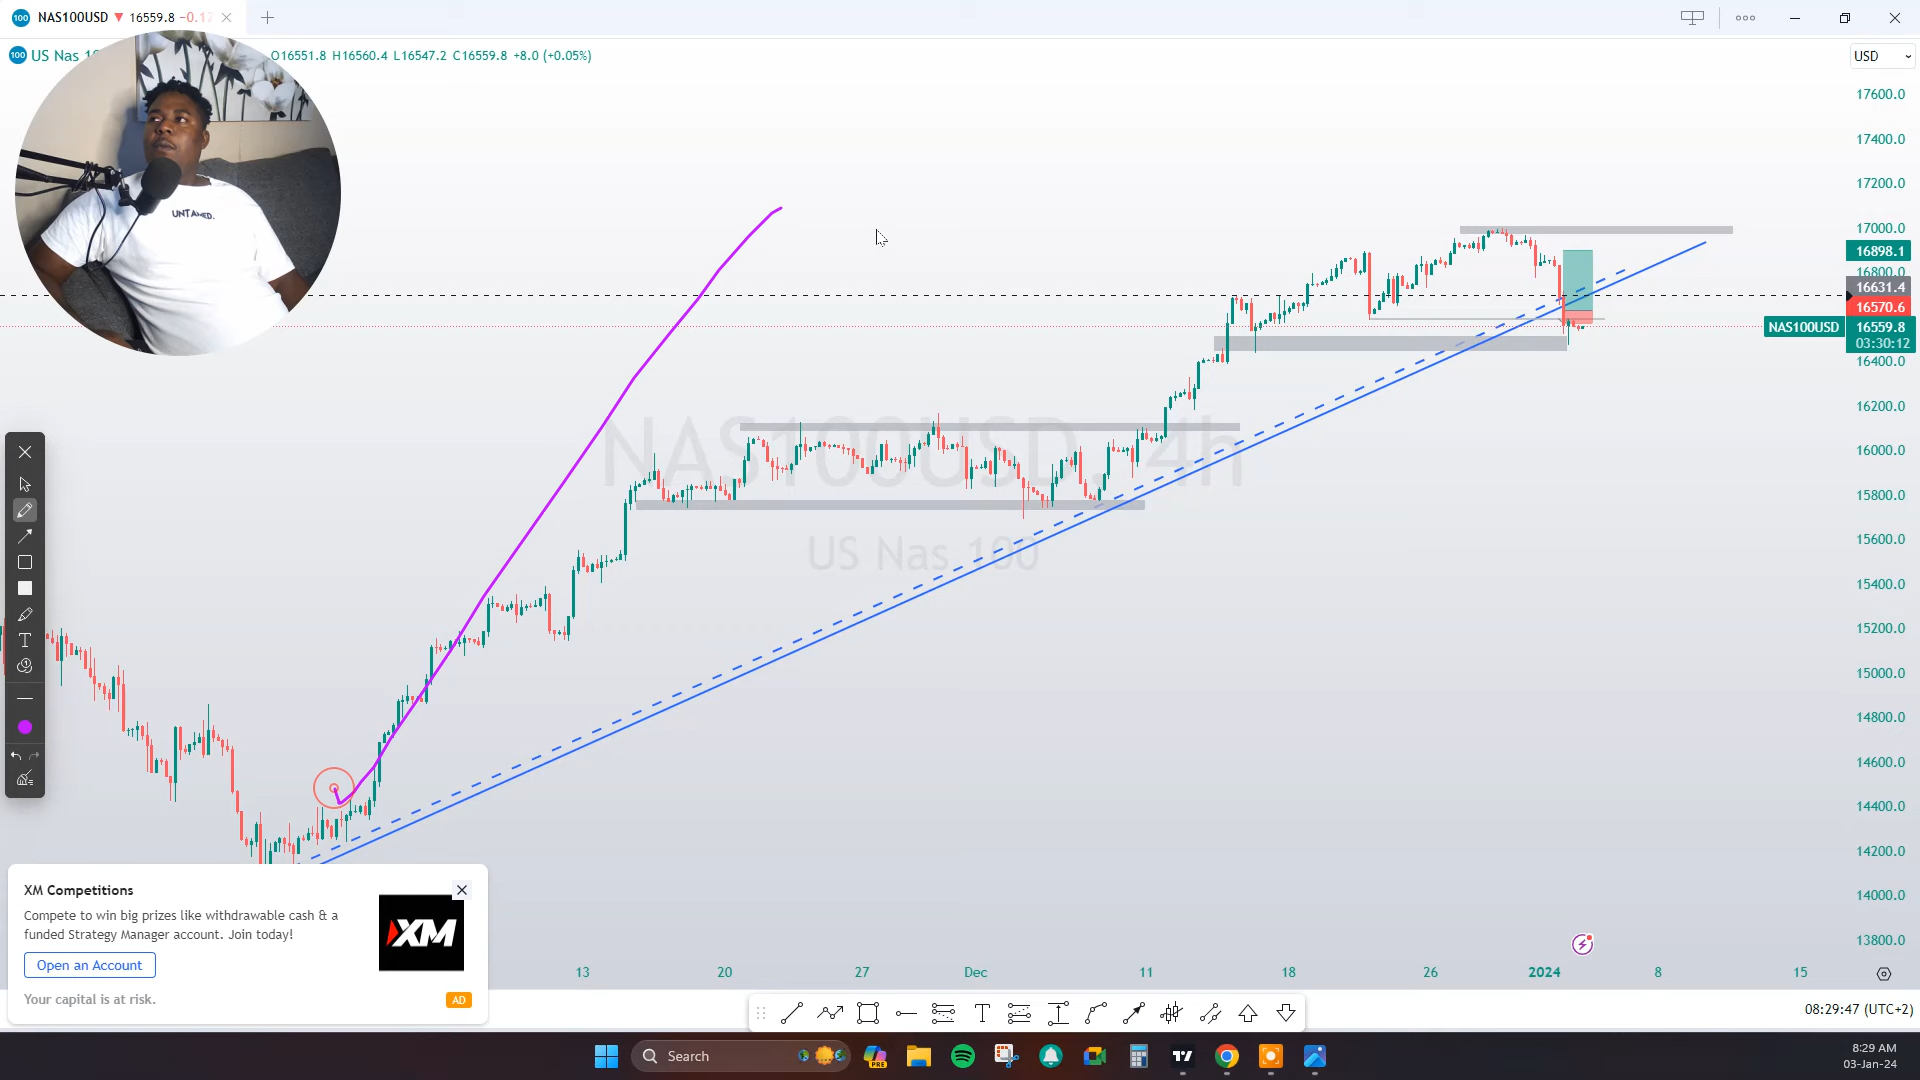 NAS100USD ▼ 16559.8 −0.1
100
US Nas
O16551.8 H16560.4 L16547.2 C16559.8 +8.0 (+0.05%)
USD
UNTAMED.
17600.0
17400.0
17200.0
17000.0
16898.1
16800.0
16631.4
16570.6
NAS100USD 16559.8
03:30:12
16400.0
16200.0
16000.0
15800.0
15600.0
15400.0
15200.0
15000.0
14800.0
14600.0
14400.0
14200.0
14000.0
13800.0
NAS100USD, 4h
US Nas 100
XM Competitions
Compete to win big prizes like withdrawable cash & a
funded Strategy Manager account. Join today!
Open an Account
Your capital is at risk.
AD
XM
13 20 27 Dec 11 18 26 2024 8 15
08:29:47 (UTC+2)
Search
PRE
8:29 AM
03-Jan-24